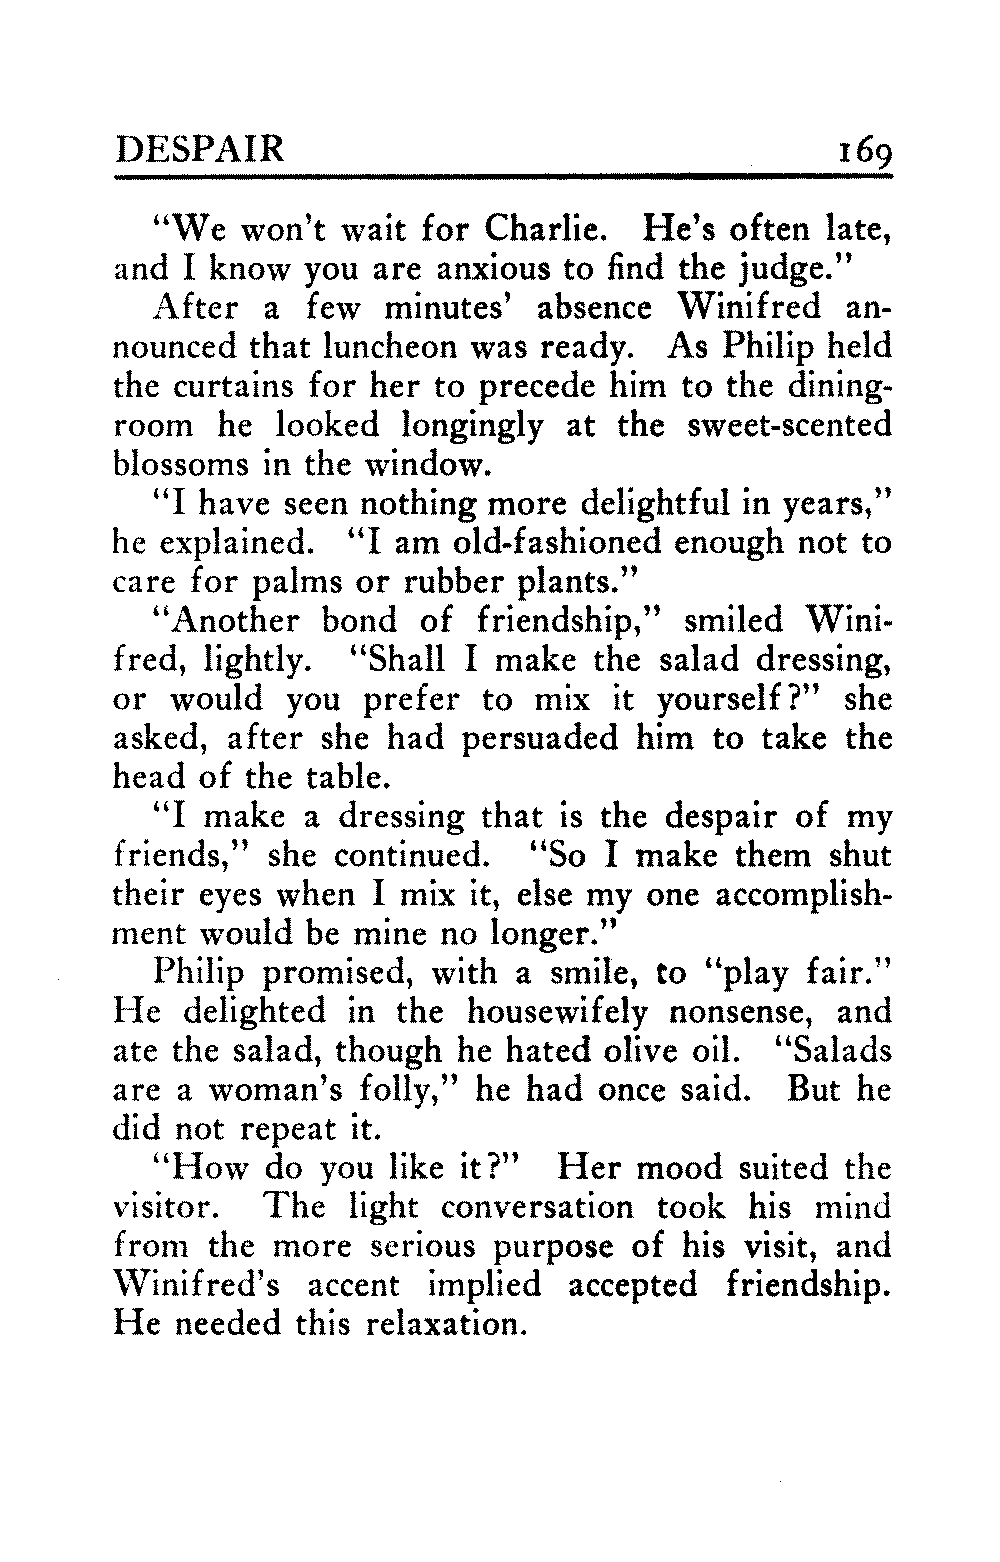 DESPAIR 169
"We won't wait for Charlie. He's often late,
and I know you are anxious to find the judge."
After a few minutes' absence Winifred an-
nounced that luncheon was ready. As Philip held
the curtains for her to precede him to the dining-
room he looked longingly at the sweet-scented
blossoms in the window.
"I have seen nothing more delightful in years,"
he explained. "I am old-fashioned enough not to
care for palms or rubber plants."
"Another bond of friendship," smiled Wini-
fred, lightly. "Shall I make the salad dressing,
or would you prefer to mix it yourself?" she
asked, after she had persuaded him to take the
head of the table.
"I make a dressing that is the despair of my
friends," she continued. "So I make them shut
their eyes when I mix it, else my one accomplish-
ment would be mine no longer."
Philip promised, with a smile, to "play fair."
He delighted in the housewifely nonsense, and
ate the salad, though he hated olive oil. "Salads
are a woman's folly," he had once said. But he
did not repeat it.
"How do you like it?" Her mood suited the
visitor. The light conversation took his mind
from the more serious purpose of his visit, and
Winifred's accent implied accepted friendship.
He needed this relaxation.